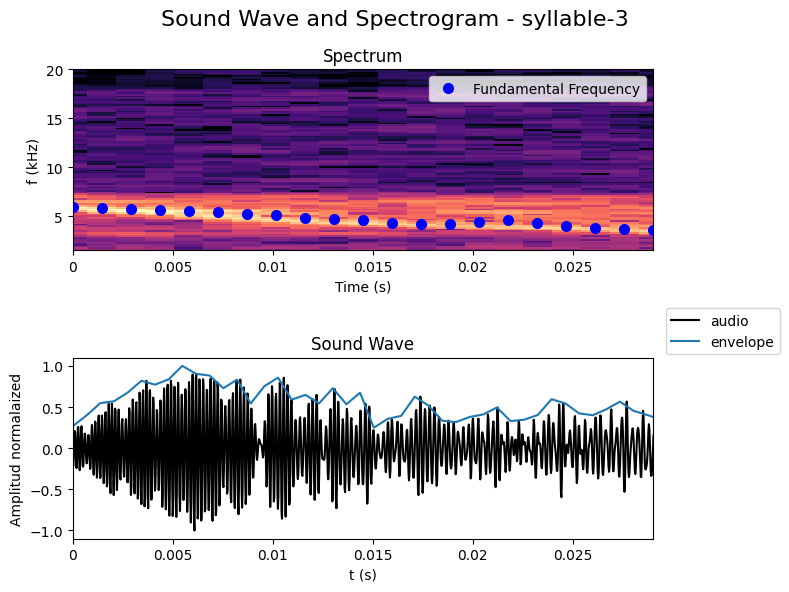 Sound Wave and Spectrogram - syllable-3
Spectrum
20
15
10
5
f (kHz)
Fundamental Frequency
0
0.005
0.01
0.015
0.02
0.025
Time (s)
audio
envelope
Sound Wave
1.0
0.5
0.0
−0.5
−1.0
Amplitud normalaized
0
0.005
0.01
0.015
0.02
0.025
t (s)